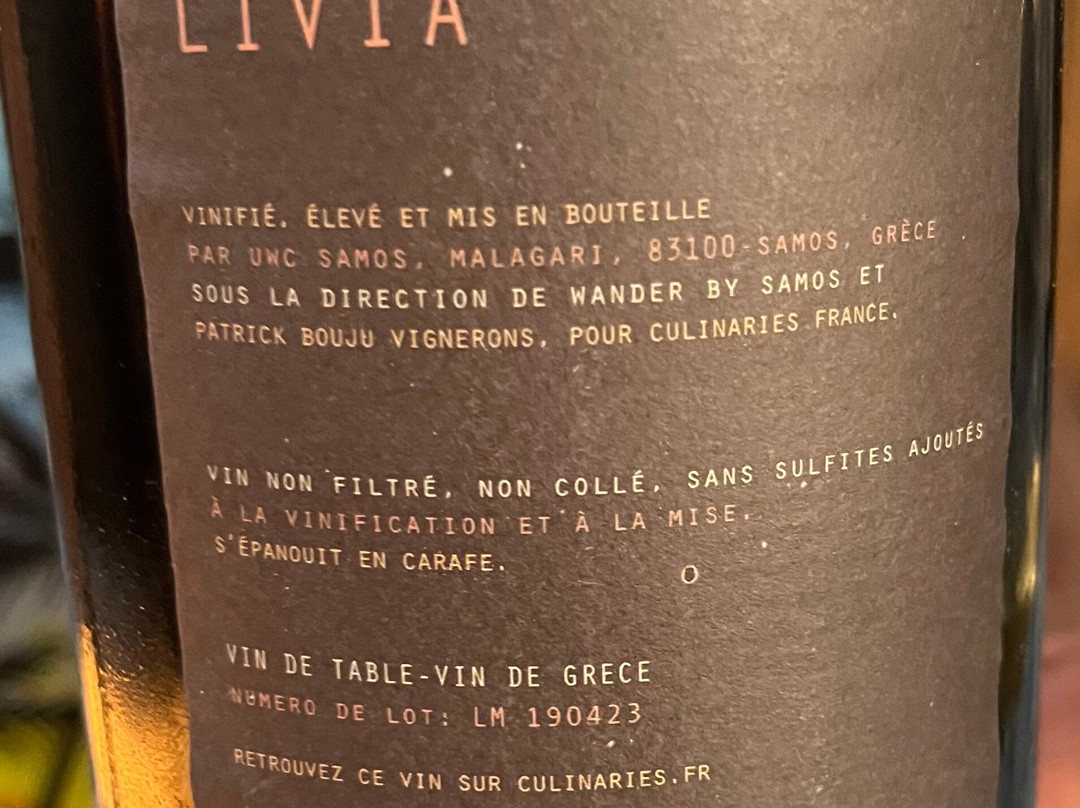 LIVIA
VINIFIÉ, ÉLEVÉ ET MIS EN BOUTEILLE
PAR UWC SAMOS, MALAGARI, 83100-SAMOS, GRÈCE .
SOUS LA DIRECTION DE WANDER BY SAMOS ET
PATRICK BOUJU VIGNERONS, POUR CULINARIES FRANCE.
VIN NON FILTRÉ, NON COLLÉ, SANS SULFITES AJOUTÉS
À LA VINIFICATION ET À LA MISE.
S'ÉPANOUIT EN CARAFE.
VIN DE TABLE-VIN DE GRECE
NUMERO DE LOT: LM 190423
RETROUVEZ CE VIN SUR CULINARIES.FR